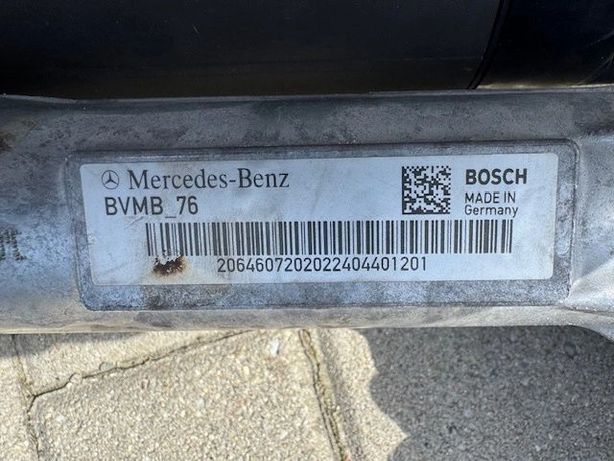 Mercedes-Benz
BVMB_76
BOSCH
MADE IN
Germany
2064607202022404401201